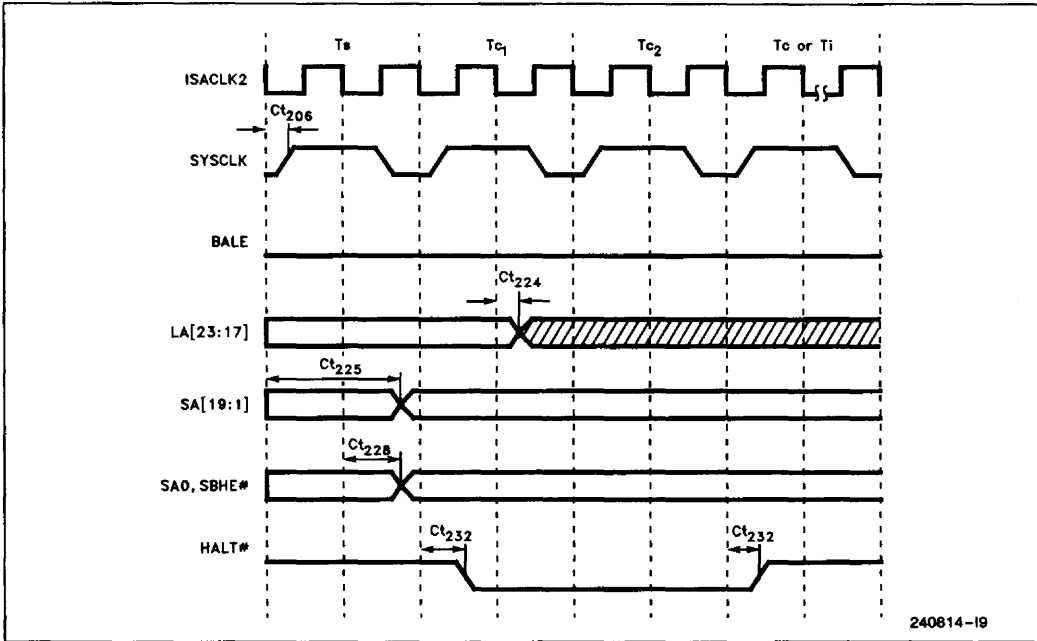 Ts Tc₁ Tc₂ Tc or Ti
ISACLK2
Ct₂₀₆
SYSCLK
BALE
Ct₂₂₄
LA[23:17]
Ct₂₂₅
SA[19:1]
Ct₂₂₈
SA0, SBHE#
Ct₂₃₂ Ct₂₃₂
HALT#
240814-I9